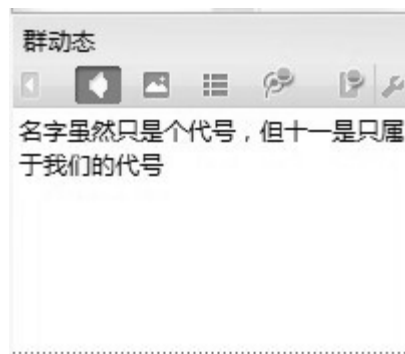 群动态
名字虽然只是个代号，但十一是只属
于我们的代号